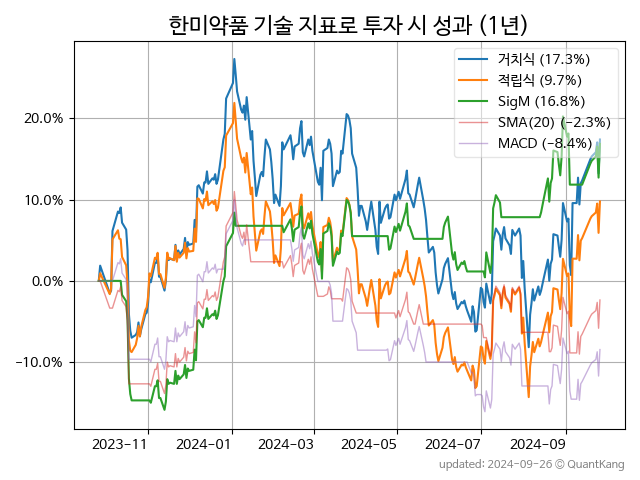 한미약품 기술 지표로 투자 시 성과 (1년)
거치식 (17.3%)
적립식 (9.7%)
SigM (16.8%)
SMA(20) (−2.3%)
MACD (−8.4%)
20.0%
10.0%
0.0%
−10.0%
2023−11 2024−01 2024−03 2024−05 2024−07 2024−09
updated: 2024-09-26 © QuantKang